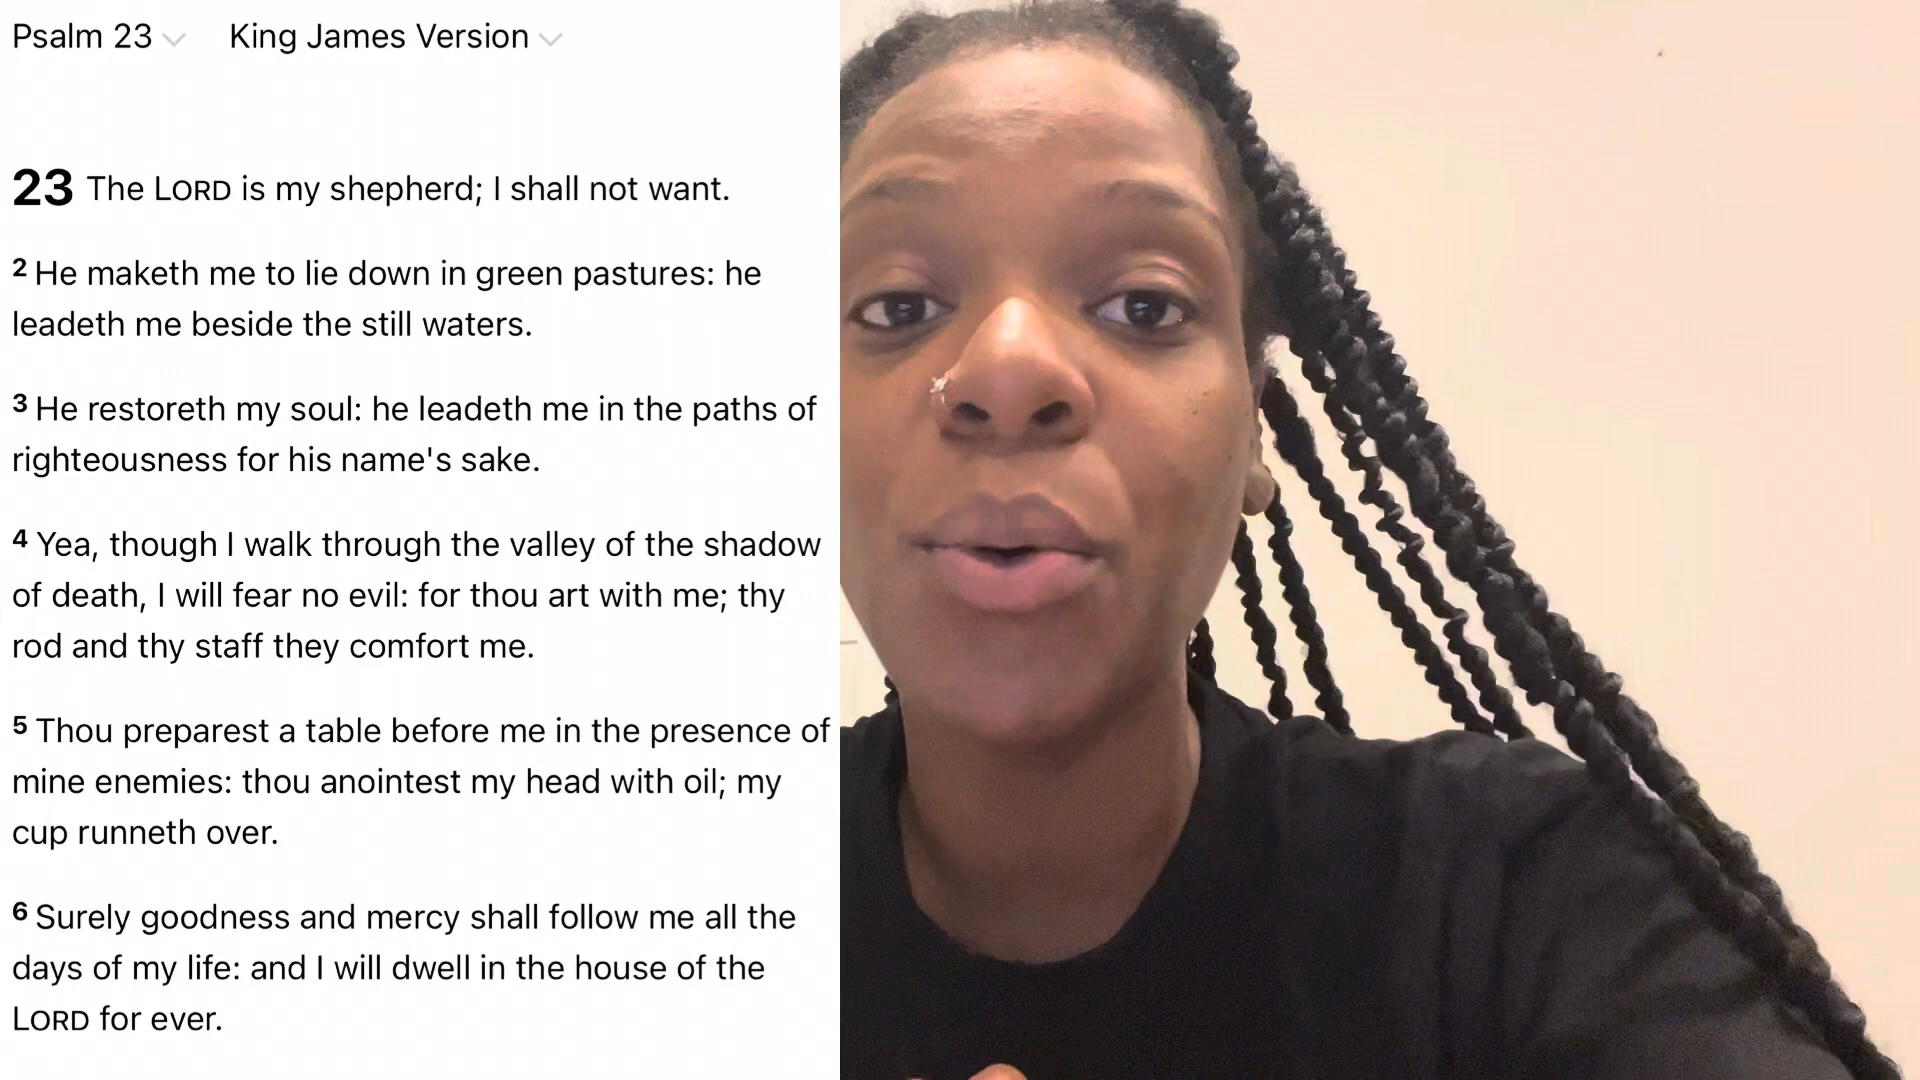 Psalm 23 King James Version
23 The LORD is my shepherd; I shall not want.
2 He maketh me to lie down in green pastures: he
leadeth me beside the still waters.
3 He restoreth my soul: he leadeth me in the paths of
righteousness for his name's sake.
4 Yea, though I walk through the valley of the shadow
of death, I will fear no evil: for thou art with me; thy
rod and thy staff they comfort me.
5 Thou preparest a table before me in the presence of
mine enemies: thou anointest my head with oil; my
cup runneth over.
6 Surely goodness and mercy shall follow me all the
days of my life: and I will dwell in the house of the
LORD for ever.